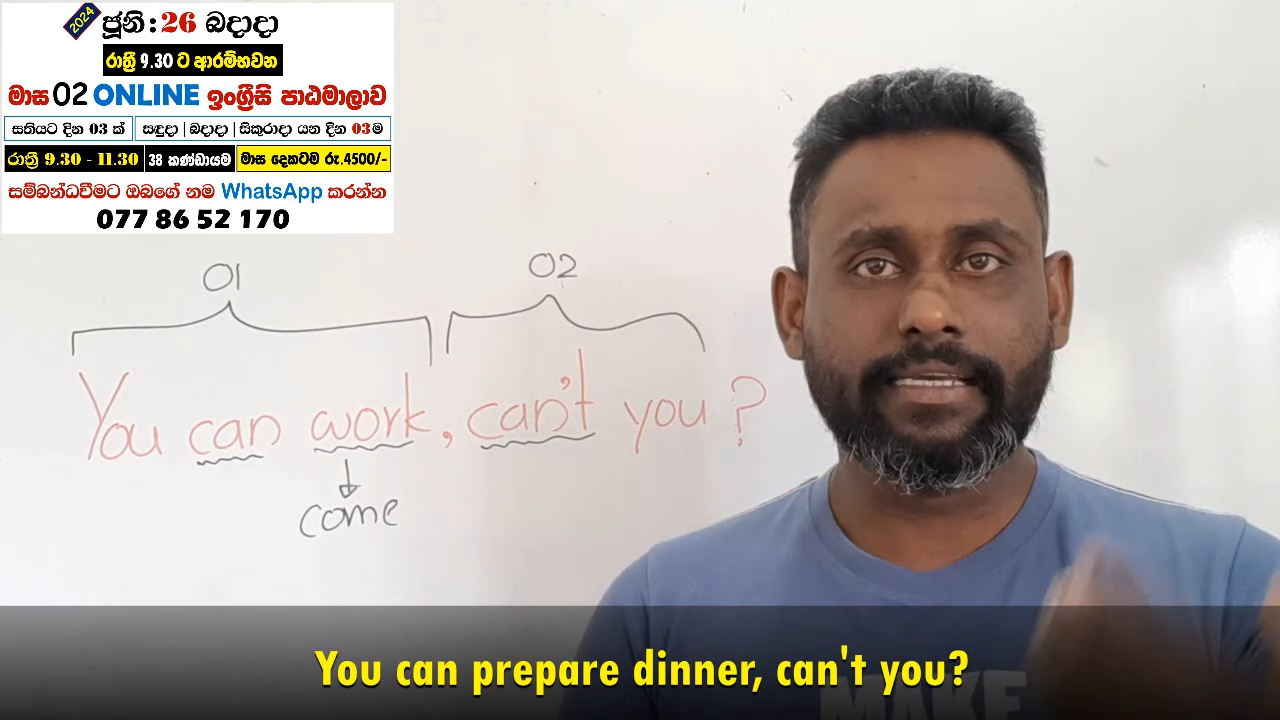 2024 ජූනි : 26 බදාදා
රාත්‍රී 9.30 ට ආරම්භවන
මාස 02 ONLINE ඉංග්‍රීසි පාඨමාලාව
සතියට දින 03 ක් සඳුදා | බදාදා | සිකුරාදා යන දින 03 ම
රාත්‍රී 9.30 - 11.30 38 කණ්ඩායම මාස දෙකටම රු.4500/-
සම්බන්ධවීමට ඔබගේ නම WhatsApp කරන්න
077 86 52 170
01 02
You can work, can't you?
come
You can prepare dinner, can't you?
MAKE